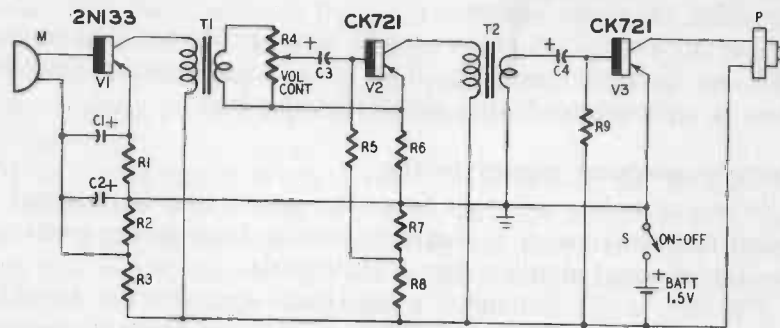 2N133
CK721
CK721
M
V1
T1
R4
VOL
CONT
+
C3
V2
T2
+
C4
V3
P
C1+
R1
C2+
R2
R3
R5
R6
R7
R8
R9
S
ON-OFF
+
BATT
1.5V